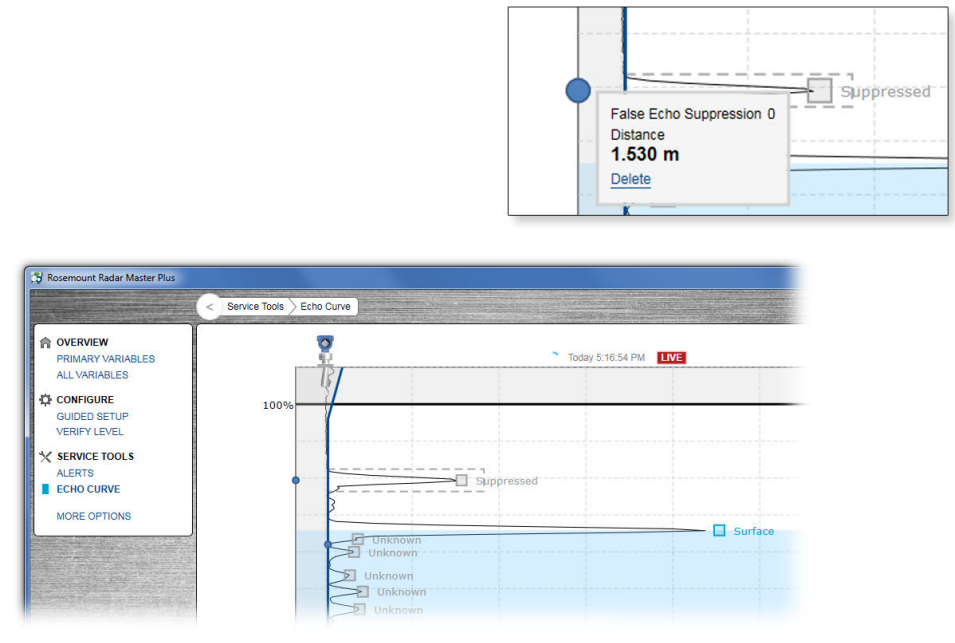 Suppressed
False Echo Suppression 0
Distance
1.530 m
Delete
Rosemount Radar Master Plus
< Service Tools Echo Curve
OVERVIEW
PRIMARY VARIABLES
ALL VARIABLES
CONFIGURE
GUIDED SETUP
VERIFY LEVEL
SERVICE TOOLS
ALERTS
ECHO CURVE
MORE OPTIONS
Today 5:16:54 PM LIVE
100%
Suppressed
Surface
Unknown
Unknown
Unknown
Unknown
Unknown